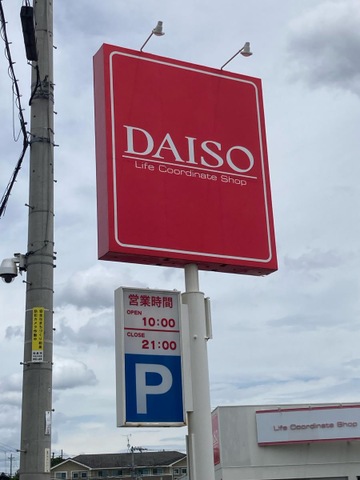 DAISO
Life Coordinate Shop
営業時間
OPEN
10:00
CLOSE
21:00
P
Life Coordinate Shop